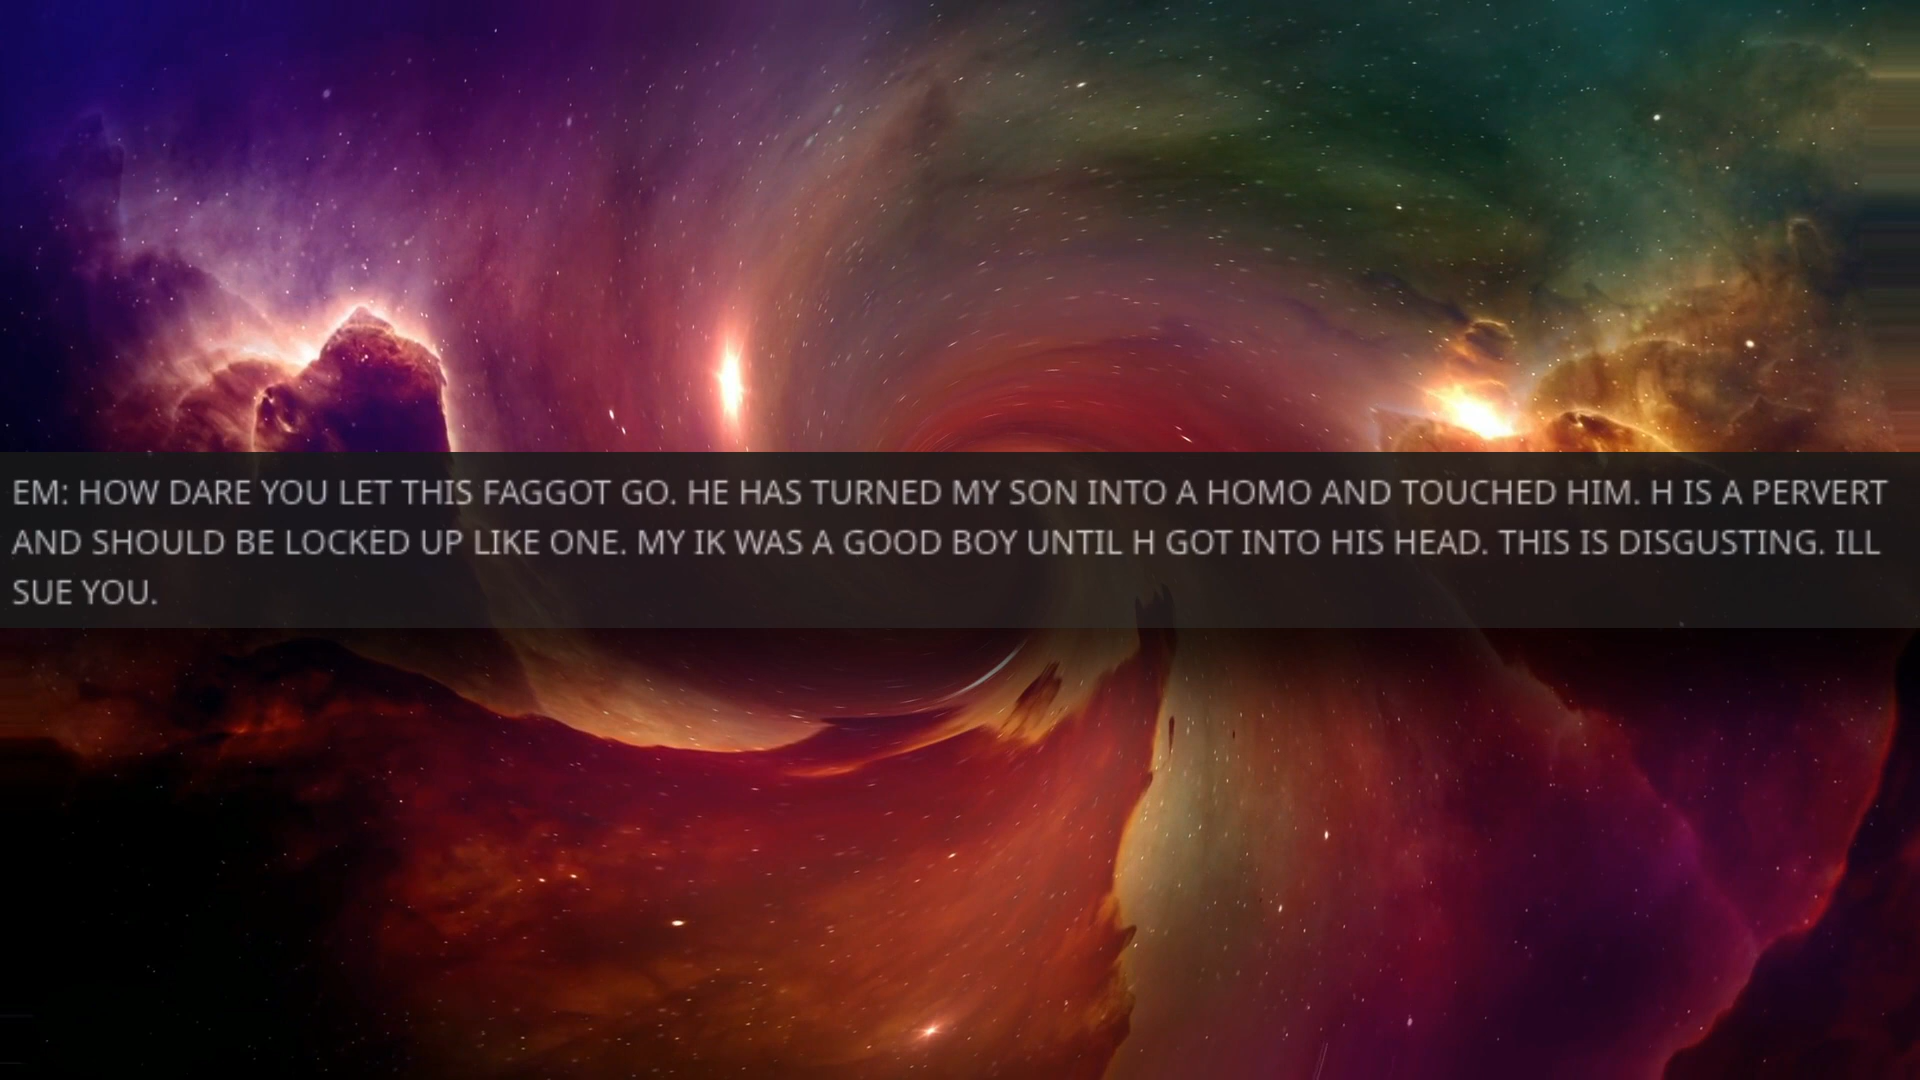 EM: HOW DARE YOU LET THIS FAGGOT GO. HE HAS TURNED MY SON INTO A HOMO AND TOUCHED HIM. H IS A PERVERT
AND SHOULD BE LOCKED UP LIKE ONE. MY IK WAS A GOOD BOY UNTIL H GOT INTO HIS HEAD. THIS IS DISGUSTING. ILL
SUE YOU.